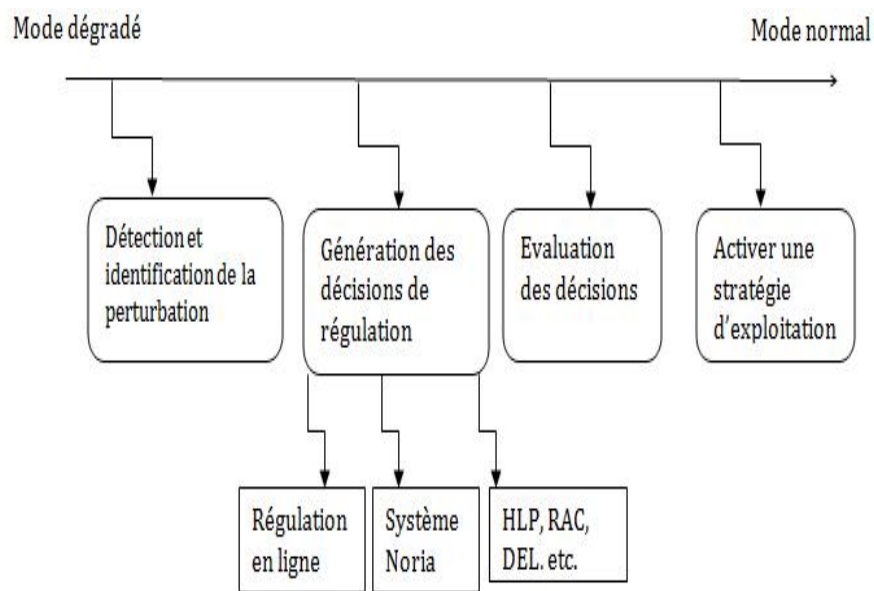 Mode dégradé
Mode normal
Détection et
identification de la
perturbation
Génération des
décisions de
régulation
Evaluation
des décisions
Activer une
stratégie
d'exploitation
Régulation
en ligne
Système
Noria
HLP, RAC,
DEL. etc.